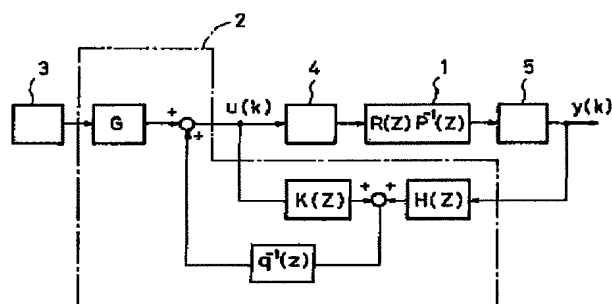 2
3
4
1
5
u(k)
y(k)
+
+
G
R(Z) P⁻¹(Z)
+
+
K(Z)
H(Z)
q⁻¹(z)